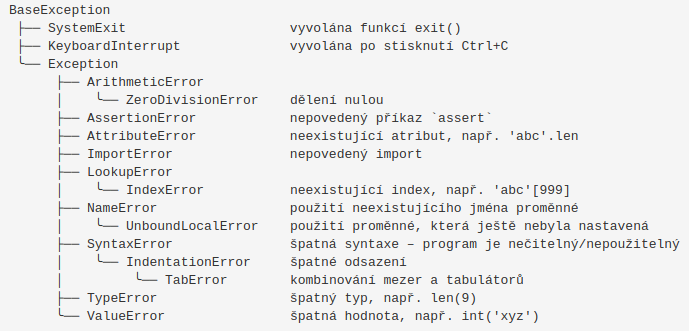 BaseException
├── SystemExit vyvolána funkcí exit()
├── KeyboardInterrupt vyvolána po stisknutí Ctrl+C
╰── Exception
├── ArithmeticError
│ ╰── ZeroDivisionError dělení nulou
├── AssertionError nepovedený příkaz `assert`
├── AttributeError neexistující atribut, např. 'abc'.len
├── ImportError nepovedený import
├── LookupError
│ ╰── IndexError neexistující index, např. 'abc'[999]
├── NameError použití neexistujícího jména proměnné
│ ╰── UnboundLocalError použití proměnné, která ještě nebyla nastavená
├── SyntaxError špatná syntaxe – program je nečitelný/nepoužitelný
│ ╰── IndentationError špatné odsazení
│ ╰── TabError kombinování mezer a tabulátorů
├── TypeError špatný typ, např. len(9)
╰── ValueError špatná hodnota, např. int('xyz')